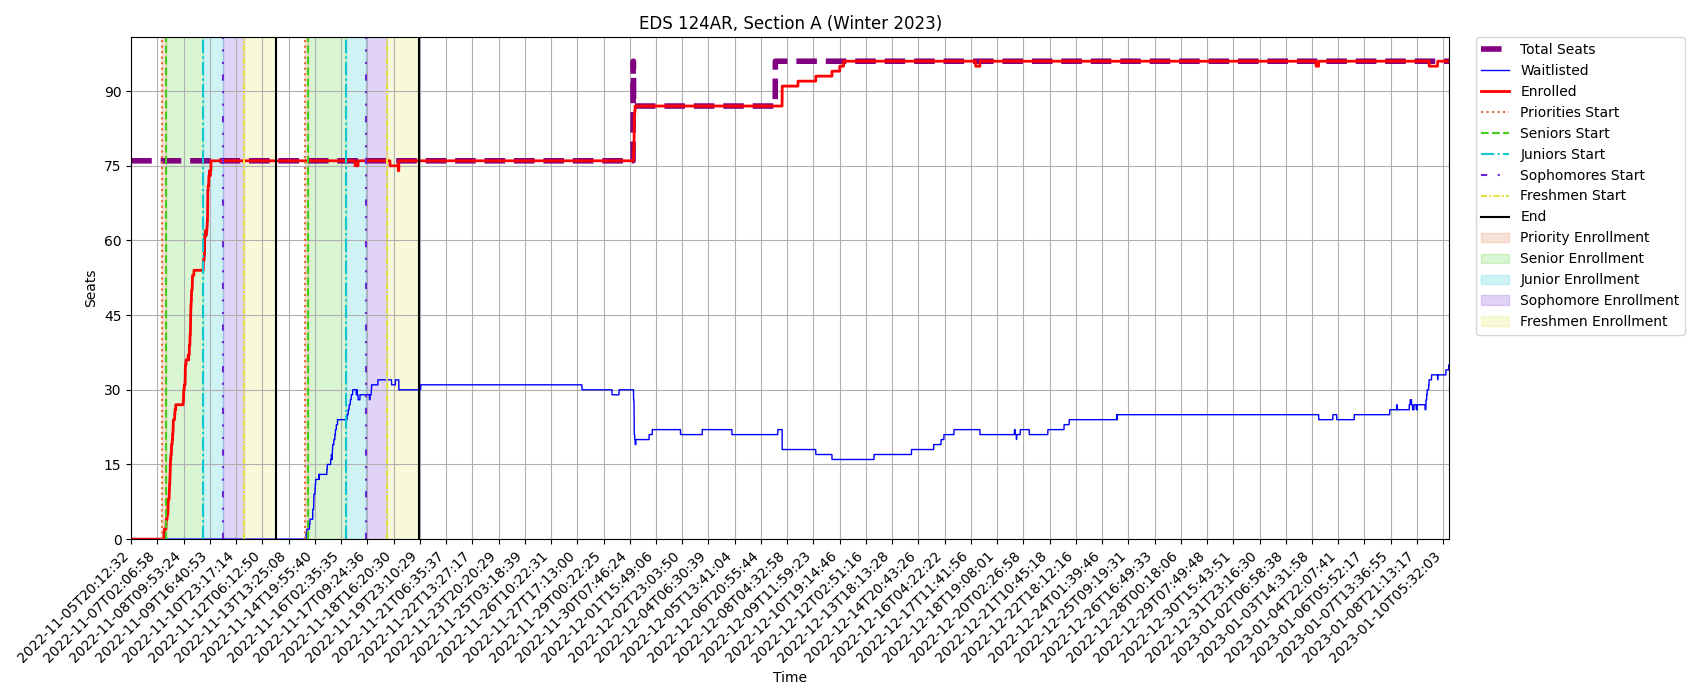 EDS 124AR, Section A (Winter 2023)
Seats
90
75
60
45
30
15
0
2022-11-05T20:12:32
2022-11-07T02:06:58
2022-11-08T09:53:24
2022-11-09T16:40:53
2022-11-10T23:17:14
2022-11-12T06:12:50
2022-11-13T13:25:08
2022-11-14T19:55:40
2022-11-16T02:35:35
2022-11-17T09:24:36
2022-11-18T16:20:30
2022-11-19T23:10:29
2022-11-21T06:35:37
2022-11-22T13:27:17
2022-11-23T20:20:29
2022-11-25T03:18:39
2022-11-26T10:22:31
2022-11-27T17:13:00
2022-11-29T00:22:25
2022-11-30T07:46:24
2022-12-01T15:49:06
2022-12-02T23:03:50
2022-12-04T06:30:39
2022-12-05T13:41:04
2022-12-06T20:55:44
2022-12-08T04:32:58
2022-12-09T11:59:23
2022-12-10T19:14:46
2022-12-12T02:51:16
2022-12-13T18:13:28
2022-12-14T20:43:26
2022-12-16T04:22:22
2022-12-17T11:41:56
2022-12-18T19:08:01
2022-12-20T02:26:58
2022-12-21T10:45:18
2022-12-22T18:12:16
2022-12-24T01:39:46
2022-12-25T09:19:31
2022-12-26T16:49:33
2022-12-28T00:18:06
2022-12-29T07:49:48
2022-12-30T15:43:51
2022-12-31T23:16:30
2023-01-02T06:58:38
2023-01-03T14:31:58
2023-01-04T22:07:41
2023-01-06T05:52:17
2023-01-07T13:36:55
2023-01-08T21:13:17
2023-01-10T05:32:03
Time
Total Seats
Waitlisted
Enrolled
Priorities Start
Seniors Start
Juniors Start
Sophomores Start
Freshmen Start
End
Priority Enrollment
Senior Enrollment
Junior Enrollment
Sophomore Enrollment
Freshmen Enrollment